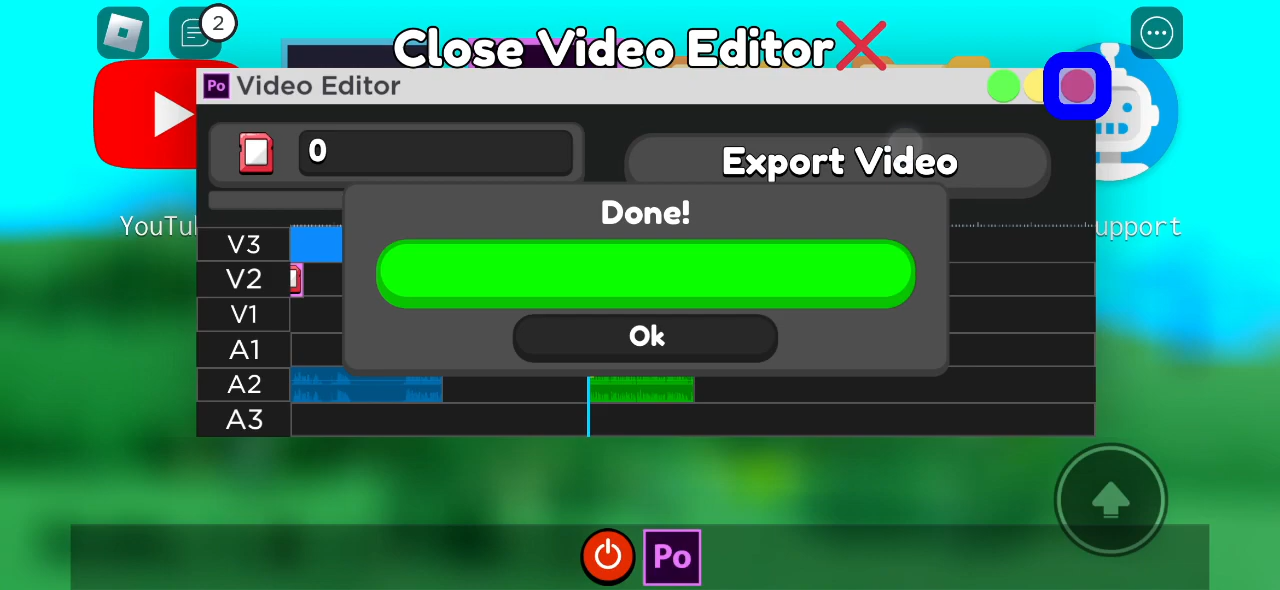 2
Close Video Editor❌
Po Video Editor
0
Export Video
Done!
YouTu
upport
V3
V2
V1
Ok
A1
A2
A3
Po